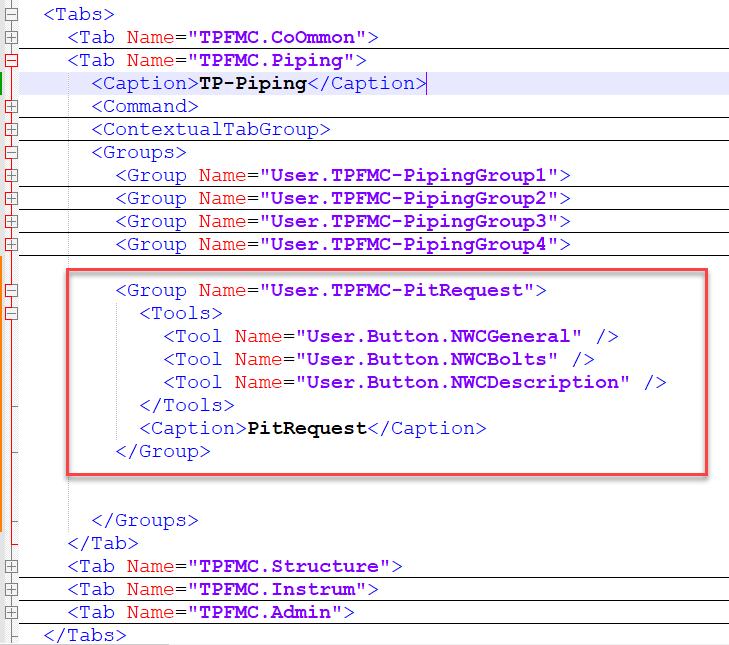 <Tabs>
<Tab Name="TPFMC.CoOmmon">
<Tab Name="TPFMC.Piping">
<Caption>TP-Piping</Caption>
<Command>
<ContextualTabGroup>
<Groups>
<Group Name="User.TPFMC-PipingGroup1">
<Group Name="User.TPFMC-PipingGroup2">
<Group Name="User.TPFMC-PipingGroup3">
<Group Name="User.TPFMC-PipingGroup4">
<Group Name="User.TPFMC-PitRequest">
<Tools>
<Tool Name="User.Button.NWCGeneral" />
<Tool Name="User.Button.NWCBolts" />
<Tool Name="User.Button.NWCDescription" />
</Tools>
<Caption>PitRequest</Caption>
</Group>
</Groups>
</Tab>
<Tab Name="TPFMC.Structure">
<Tab Name="TPFMC.Instrum">
<Tab Name="TPFMC.Admin">
</Tabs>